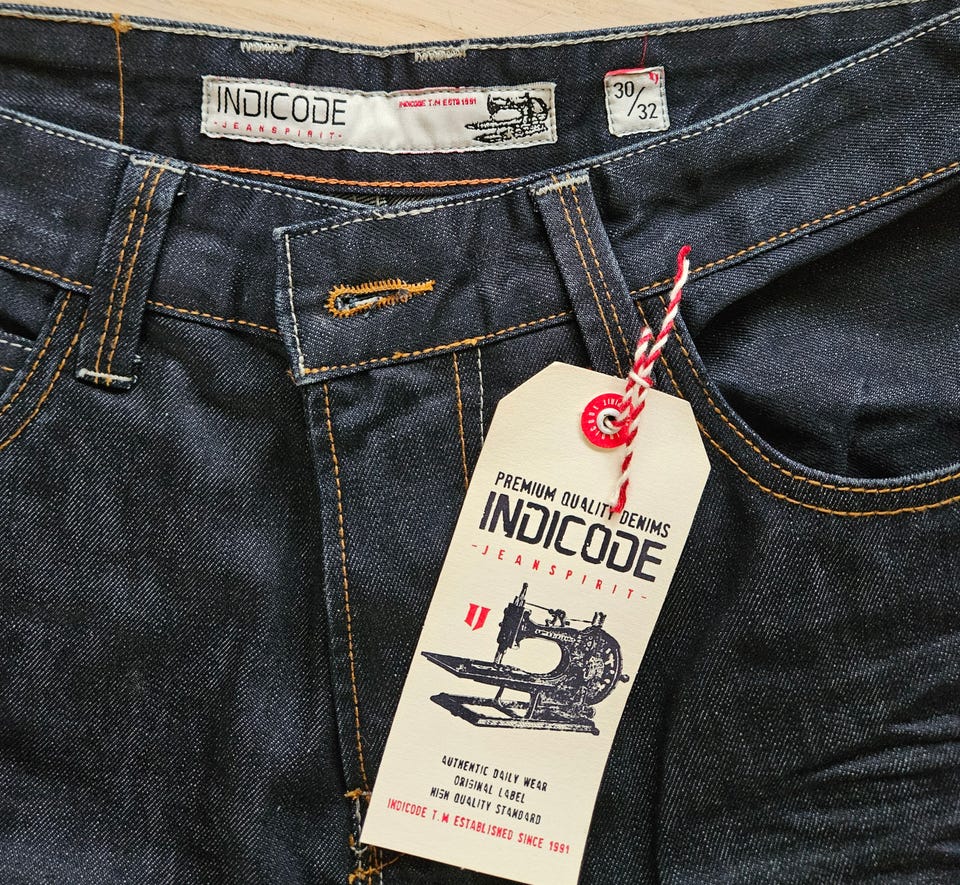 INDICODE
-JEANSPIRIT-
INDICODE T.M ESTD 1991
30/32
PREMIUM QUALITY DENIMS
INDICODE
-JEANSPIRIT-
AUTHENTIC DAILY WEAR
ORIGINAL LABEL
HIGH QUALITY STANDARD
INDICODE T.M ESTABLISHED SINCE 1991